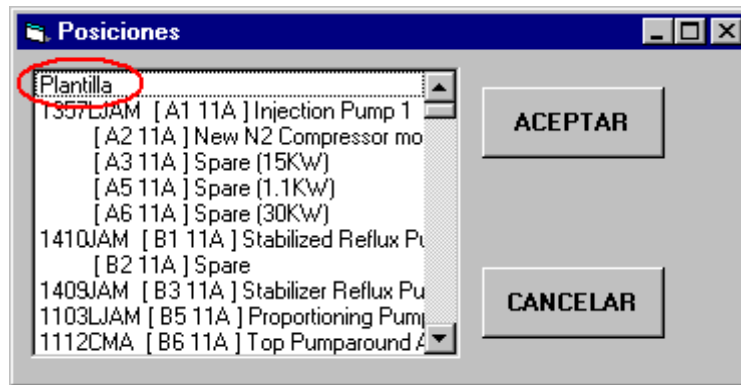 Posiciones
Plantilla
1357LJAM [ A1 11A ] Injection Pump 1
[ A2 11A ] New N2 Compressor mo
[ A3 11A ] Spare (15KW)
[ A5 11A ] Spare (1.1KW)
[ A6 11A ] Spare (30KW)
1410JAM [ B1 11A ] Stabilized Reflux Pu
[ B2 11A ] Spare
1409JAM [ B3 11A ] Stabilizer Reflux Pu
1103LJAM [ B5 11A ] Proportioning Pump
1112CMA [ B6 11A ] Top Pumparound A
ACEPTAR
CANCELAR